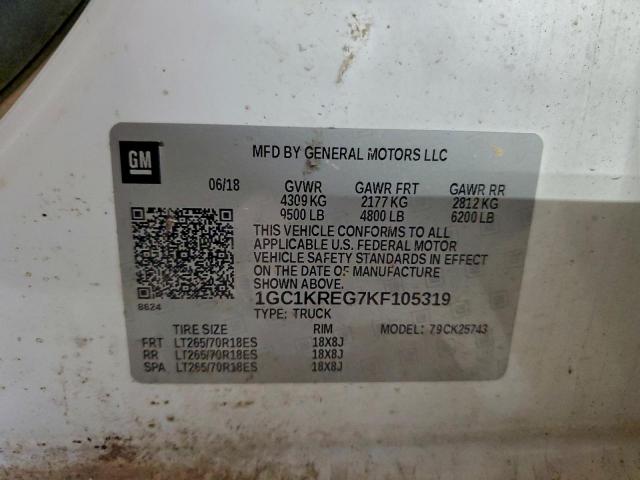 GM
MFD BY GENERAL MOTORS LLC
06/18 GVWR GAWR FRT GAWR RR
4309 KG 2177 KG 2812 KG
9500 LB 4800 LB 6200 LB
THIS VEHICLE CONFORMS TO ALL
APPLICABLE U.S. FEDERAL MOTOR
VEHICLE SAFETY STANDARDS IN EFFECT
ON THE DATE OF MANUFACTURE
SHOWN ABOVE.
8624
1GC1KREG7KF105319
TYPE: TRUCK
TIRE SIZE RIM MODEL: 79CK25743
FRT LT265/70R18ES 18X8J
RR LT265/70R18ES 18X8J
SPA LT265/70R18ES 18X8J